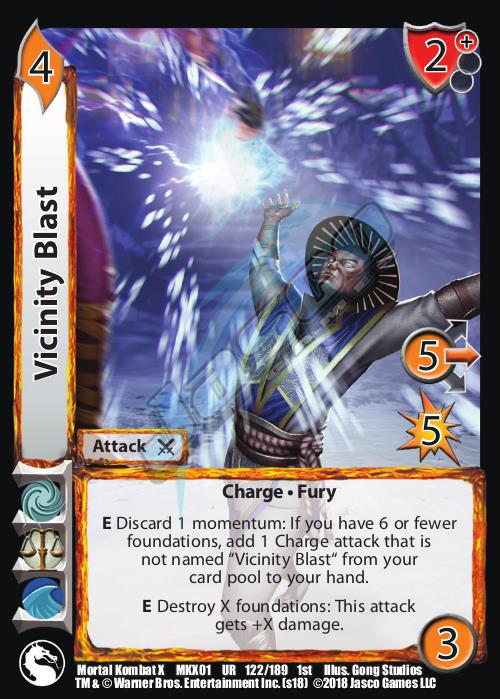 4
2
+
Vicinity Blast
5
5
Attack
Charge • Fury
E Discard 1 momentum: If you have 6 or fewer
foundations, add 1 Charge attack that is
not named “Vicinity Blast“ from your
card pool to your hand.
E Destroy X foundations: This attack
gets +X damage.
3
Mortal Kombat X MKX01 UR 122/189 1st Illus. Gong Studios
TM & © Warner Bros. Entertainment Inc. (s18) ©2018 Jasco Games LLC